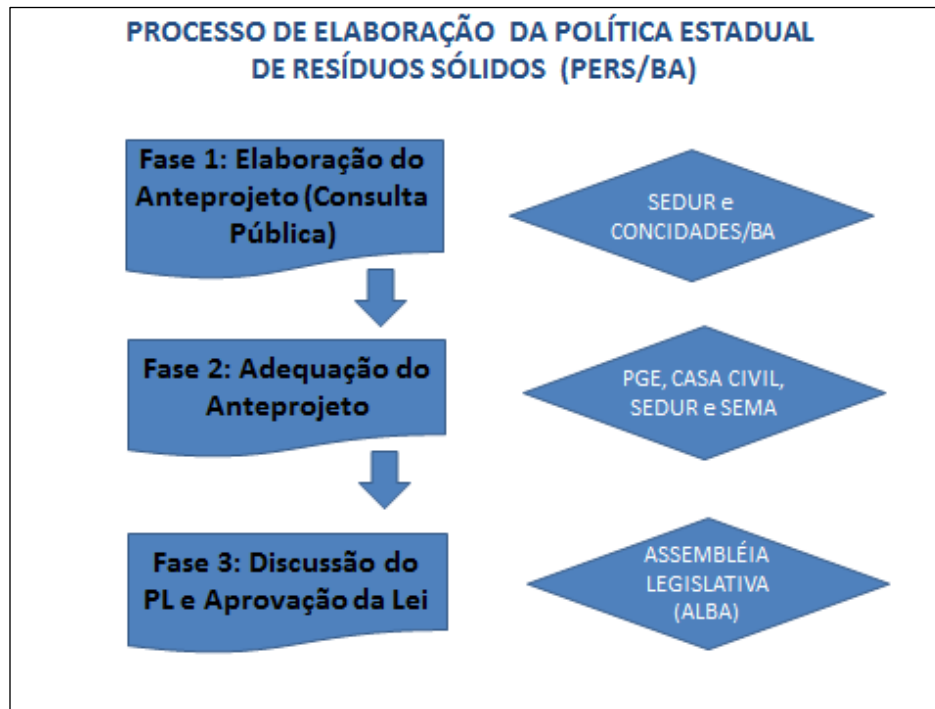 PROCESSO DE ELABORAÇÃO DA POLÍTICA ESTADUAL
DE RESÍDUOS SÓLIDOS (PERS/BA)
Fase 1: Elaboração do
Anteprojeto (Consulta
Pública)
SEDUR e
CONCIDADES/BA
Fase 2: Adequação do
Anteprojeto
PGE, CASA CIVIL,
SEDUR e SEMA
Fase 3: Discussão do
PL e Aprovação da Lei
ASSEMBLÉIA
LEGISLATIVA
(ALBA)